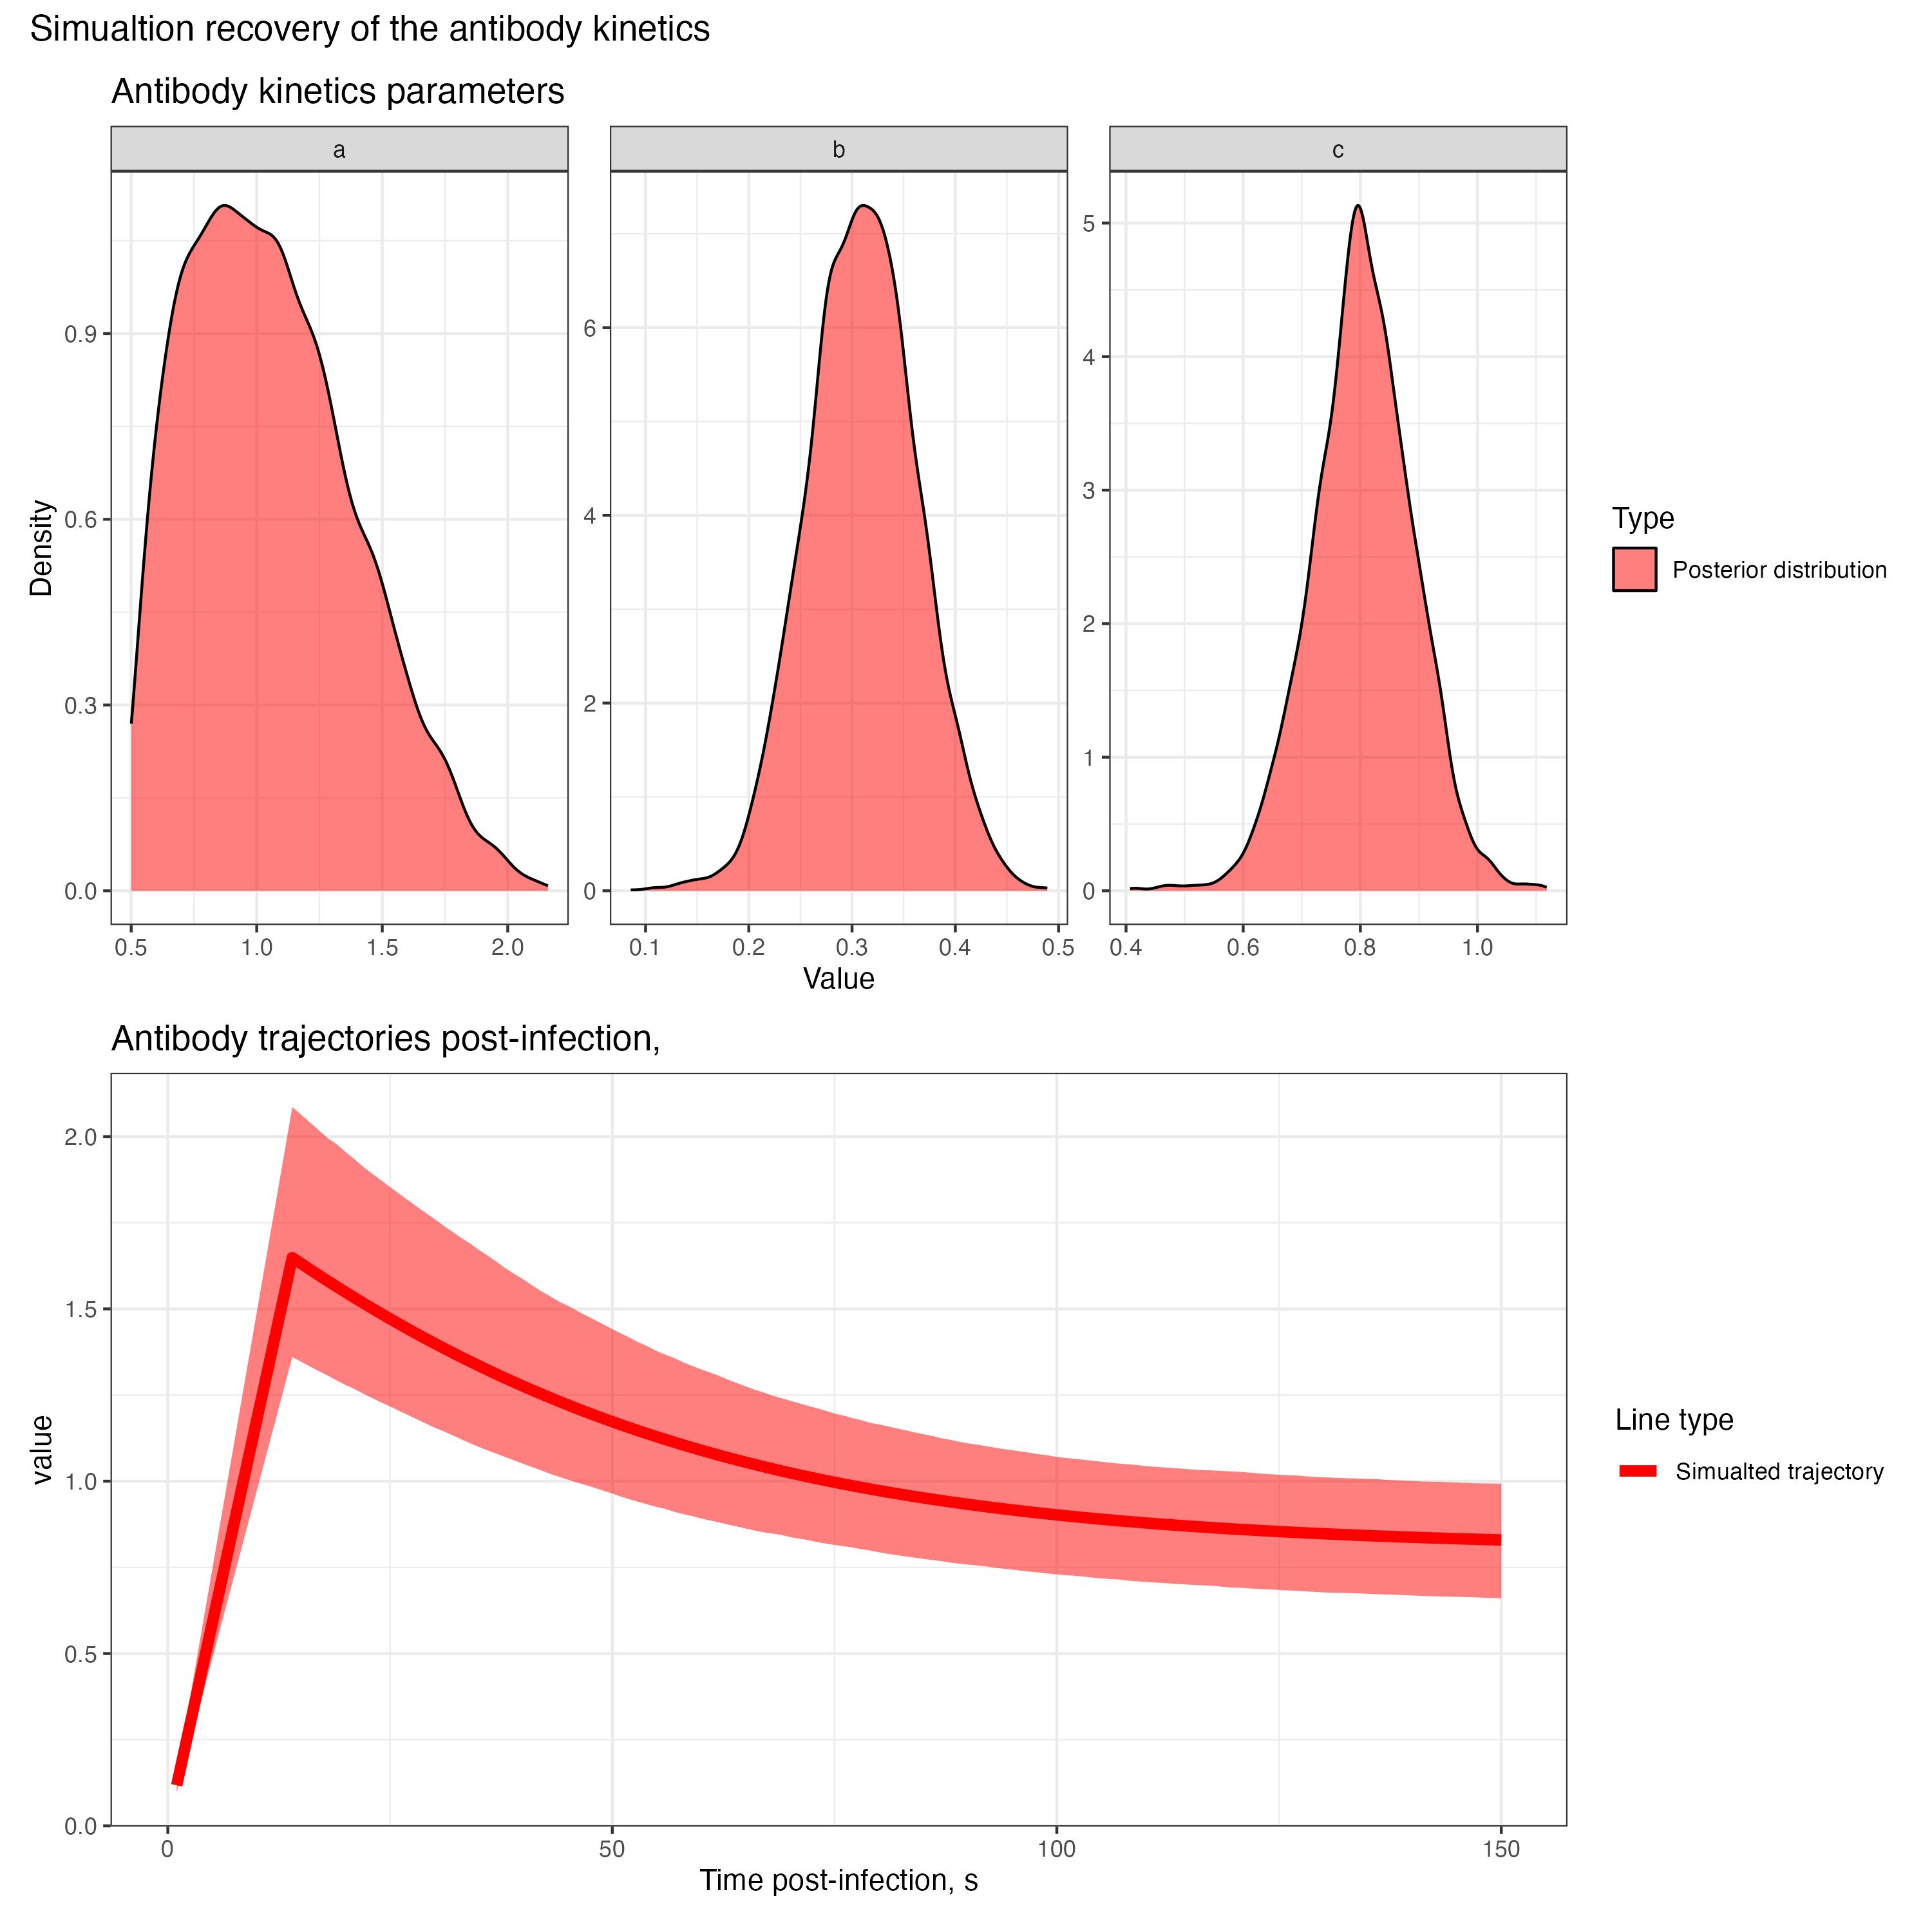 Simualtion recovery of the antibody kinetics
Antibody kinetics parameters
a b c
Density
0.9
0.6
0.3
0.0
6
4
2
0
5
4
3
2
1
0
0.5 1.0 1.5 2.0
0.1 0.2 0.3 0.4 0.5
0.4 0.6 0.8 1.0
Value
Type
Posterior distribution
Antibody trajectories post-infection,
value
2.0
1.5
1.0
0.5
0.0
0 50 100 150
Time post-infection, s
Line type
Simualted trajectory